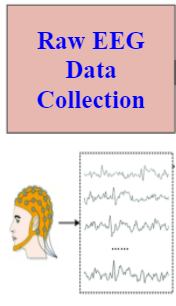 Raw EEG
Data
Collection
......